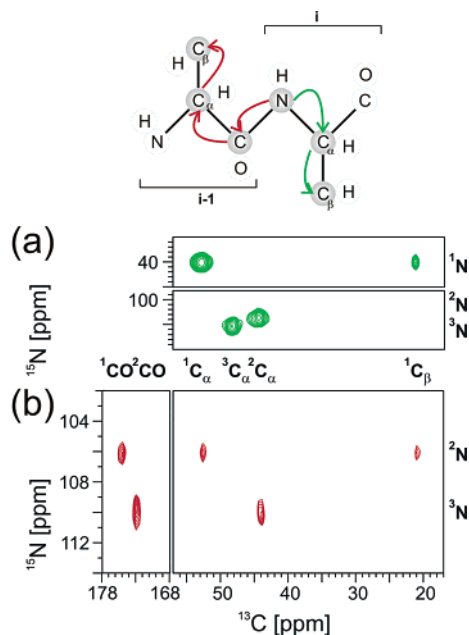 i
Cβ
H
H
H
O
Cα
N
C
H
N
C
Cα
H
O
Cβ
H
i-1
(a)
40
¹N
100
²N
¹⁵N [ppm]
³N
¹CO²CO
¹Cα
³Cα²Cα
¹Cβ
(b)
104
²N
108
³N
¹⁵N [ppm]
112
178
168
50
40
30
20
¹³C [ppm]